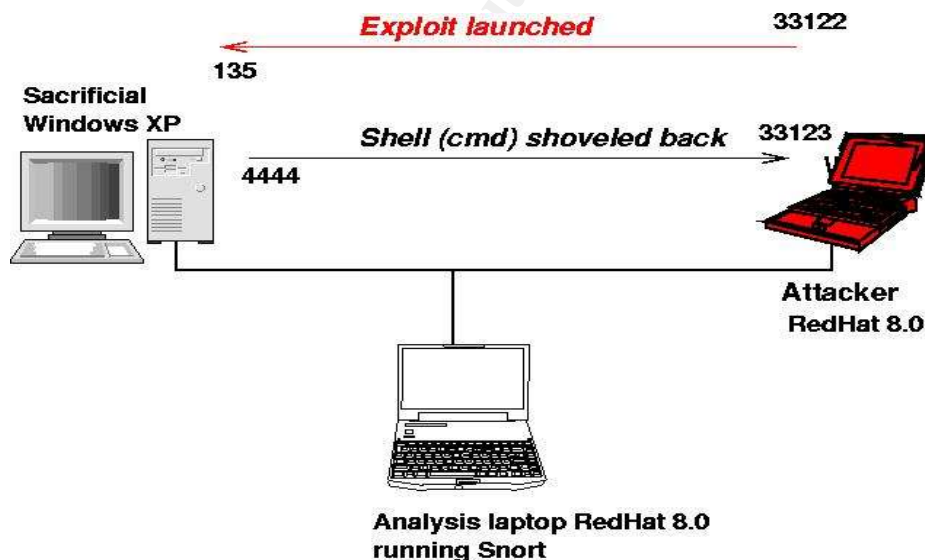 Exploit launched
33122
135
Sacrificial
Windows XP
Shell (cmd) shoveled back
33123
4444
Attacker
RedHat 8.0
Analysis laptop RedHat 8.0
running Snort